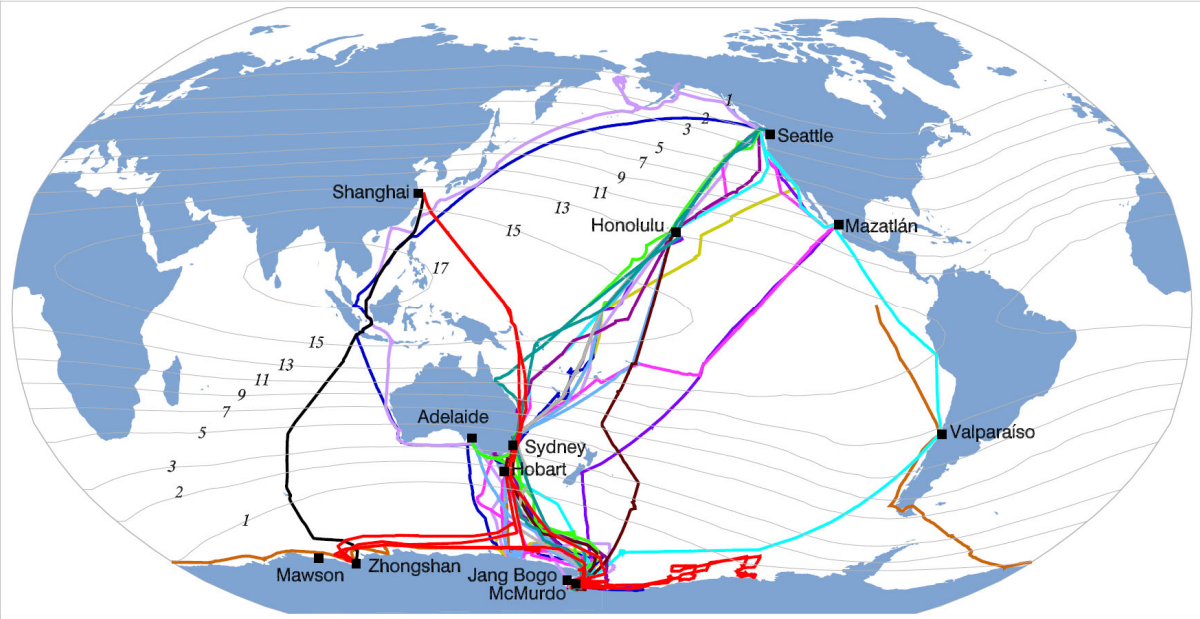 1
2
3
Seattle
5
7
9
Shanghai
11
13
Honolulu
Mazatlán
15
17
15
13
11
9
7
Adelaide
5
Valparaíso
Sydney
3
Hobart
2
1
Zhongshan
Mawson
Jang Bogo
McMurdo